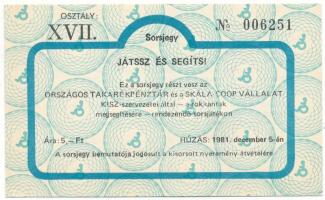 OSZTÁLY:
XVII.
№ 006251
Sorsjegy
JÁTSSZ ÉS SEGÍTS!
Ez a sorsjegy részt vesz az
ORSZÁGOS TAKARÉKPÉNZTÁR és a SKÁLA-COOP VÁLLALAT
KISZ-szervezetei által — a rokkantak
megsegítésére — rendezendő sorsjátékon
Ára: 5,— Ft
HÚZÁS: 1981. december 5-én
A sorsjegy bemutatója jogosult a kisorsolt nyeremény átvételére